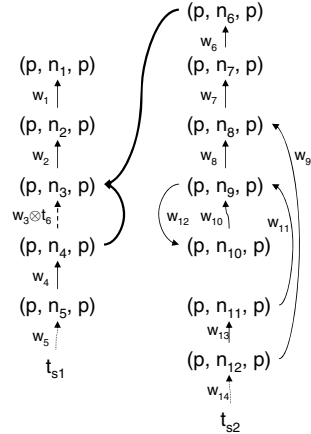 (p, n6, p)
w6
(p, n1, p) (p, n7, p)
w1 w7
(p, n2, p) (p, n8, p)
w2 w8 w9
(p, n3, p) (p, n9, p)
w3⊗t6 w12 w10 w11
(p, n4, p) (p, n10, p)
w4
(p, n5, p) (p, n11, p)
w5 w13
ts1 (p, n12, p)
w14
ts2